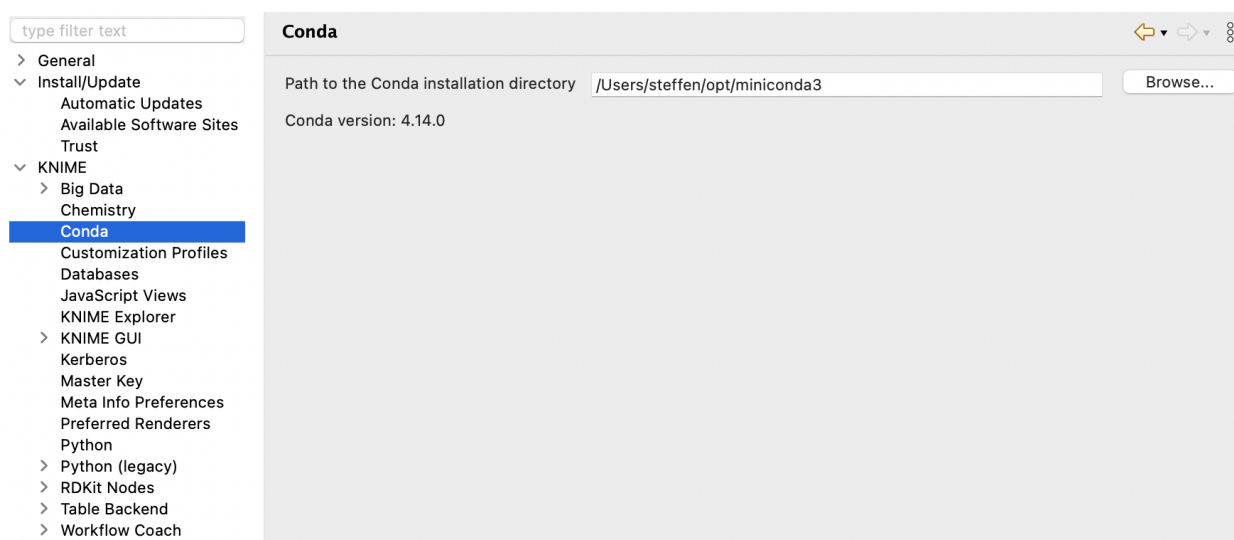 type filter text
General
Install/Update
Automatic Updates
Available Software Sites
Trust
KNIME
Big Data
Chemistry
Conda
Customization Profiles
Databases
JavaScript Views
KNIME Explorer
KNIME GUI
Kerberos
Master Key
Meta Info Preferences
Preferred Renderers
Python
Python (legacy)
RDKit Nodes
Table Backend
Workflow Coach
Conda
Path to the Conda installation directory /Users/steffen/opt/miniconda3 Browse...
Conda version: 4.14.0